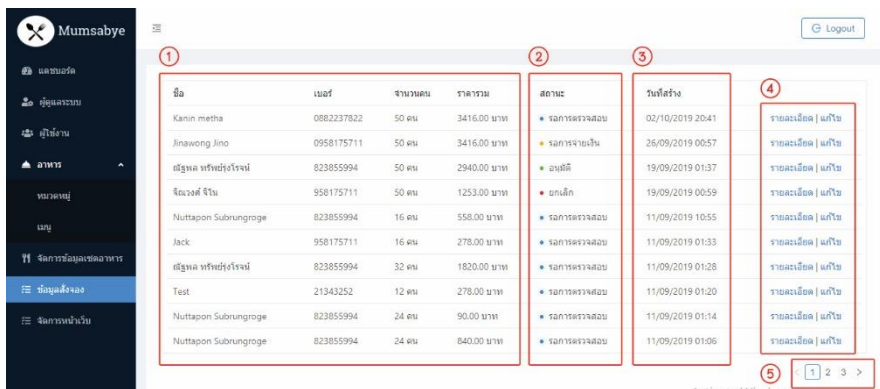 Mumsabye
Logout
① ② ③ ④
แดชบอร์ด
ผู้ดูแลระบบ
ผู้ใช้งาน
อาหาร
หมวดหมู่
เมนู
จัดการข้อมูลเซตอาหาร
ข้อมูลสั่งจอง
จัดการหน้าเว็บ
ชื่อ เบอร์ จำนวนคน ราคารวม สถานะ วันที่สร้าง
Kanin metha 0882237822 50 คน 3416.00 บาท รอการตรวจสอบ 02/10/2019 20:41 รายละเอียด | แก้ไข
Jinawong Jino 0958175711 50 คน 3416.00 บาท รอการจ่ายเงิน 26/09/2019 00:57 รายละเอียด | แก้ไข
ณัฐพล ทรัพย์รุ่งโรจน์ 823855994 50 คน 2940.00 บาท อนุมัติ 19/09/2019 01:37 รายละเอียด | แก้ไข
จิณวงศ์ จีโน 958175711 50 คน 1253.00 บาท ยกเลิก 19/09/2019 00:59 รายละเอียด | แก้ไข
Nuttapon Subrungroge 823855994 16 คน 558.00 บาท รอการตรวจสอบ 11/09/2019 10:55 รายละเอียด | แก้ไข
Jack 958175711 16 คน 278.00 บาท รอการตรวจสอบ 11/09/2019 01:33 รายละเอียด | แก้ไข
ณัฐพล ทรัพย์รุ่งโรจน์ 823855994 32 คน 1820.00 บาท รอการตรวจสอบ 11/09/2019 01:28 รายละเอียด | แก้ไข
Test 21343252 12 คน 278.00 บาท รอการตรวจสอบ 11/09/2019 01:20 รายละเอียด | แก้ไข
Nuttapon Subrungroge 823855994 24 คน 90.00 บาท รอการตรวจสอบ 11/09/2019 01:14 รายละเอียด | แก้ไข
Nuttapon Subrungroge 823855994 24 คน 840.00 บาท รอการตรวจสอบ 11/09/2019 01:06 รายละเอียด | แก้ไข
⑤ < 1 2 3 >